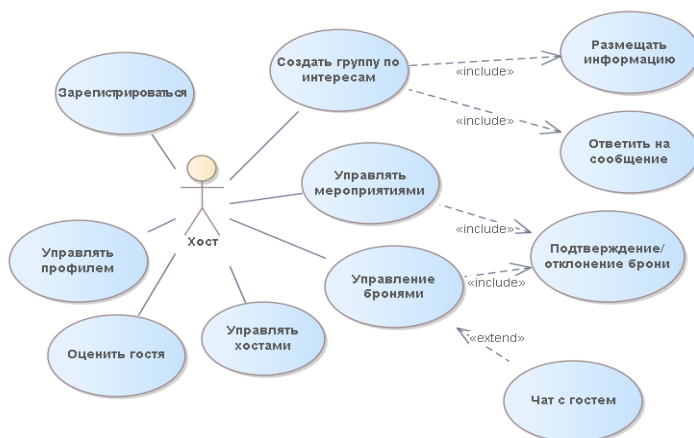 Зарегистрироваться
Создать группу по
интересам
«include»
Размещать
информацию
«include»
Ответить на
сообщение
Хост
Управлять
мероприятиями
«include»
Управлять
профилем
Управление
бронями
«include»
Подтверждение/
отклонение брони
Оценить гостя
Управлять
хостами
«extend»
Чат с гостем